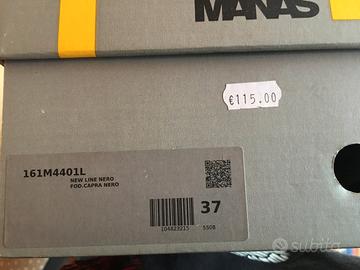 MANAS
€115.00
161M4401L
NEW LINE NERO
FOD.CAPRA NERO
37
104823215 5508
subito